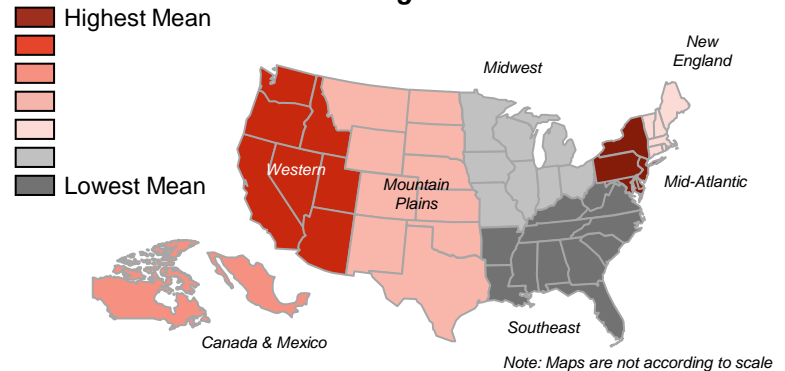 Highest Mean
New
England
Midwest
Western
Mountain
Plains
Mid-Atlantic
Lowest Mean
Southeast
Canada & Mexico
Note: Maps are not according to scale